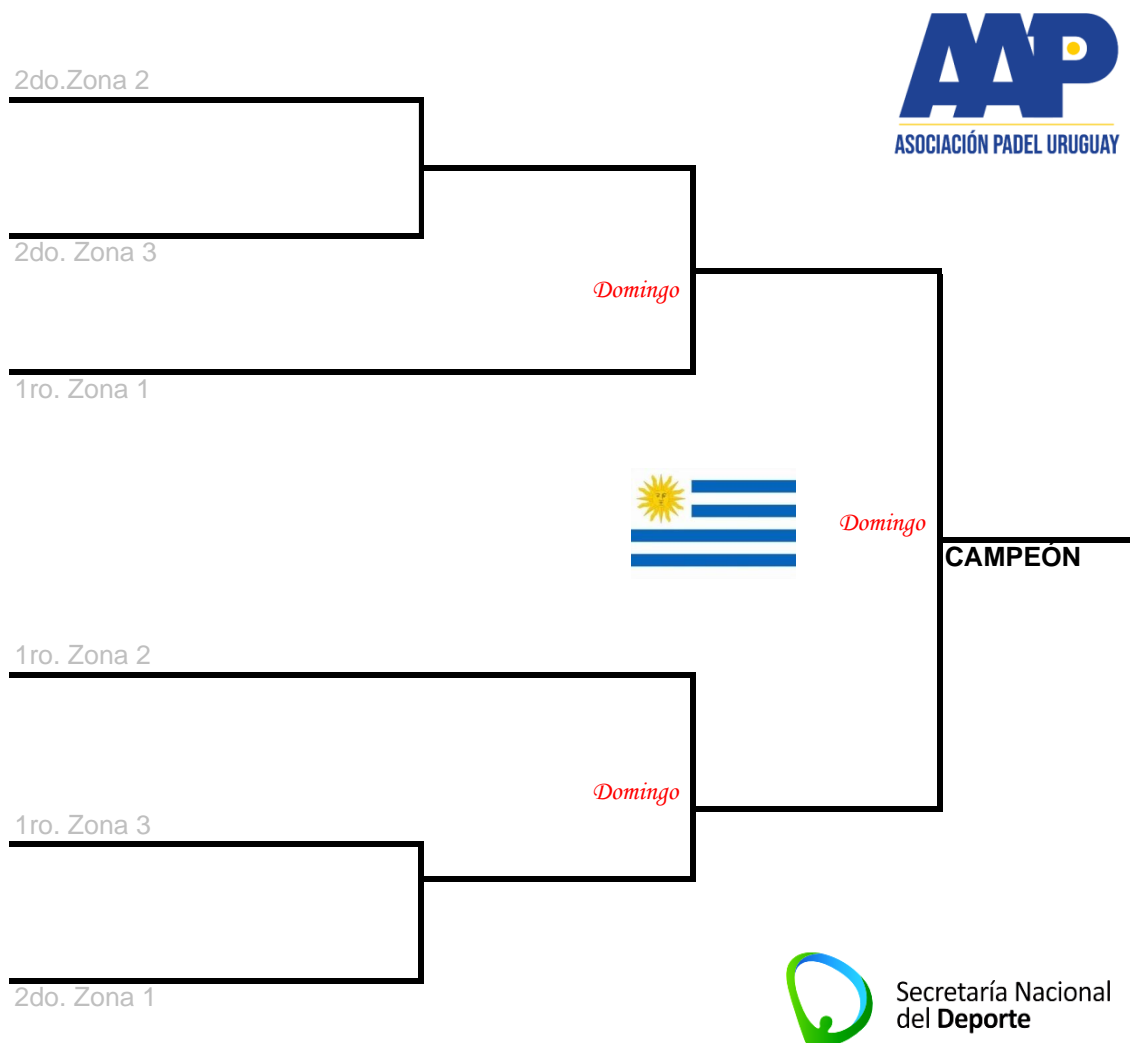 AAP
ASOCIACIÓN PADEL URUGUAY
2do.Zona 2
2do. Zona 3
Domingo
1ro. Zona 1
Domingo
CAMPEÓN
1ro. Zona 2
Domingo
1ro. Zona 3
2do. Zona 1
Secretaría Nacional
del Deporte